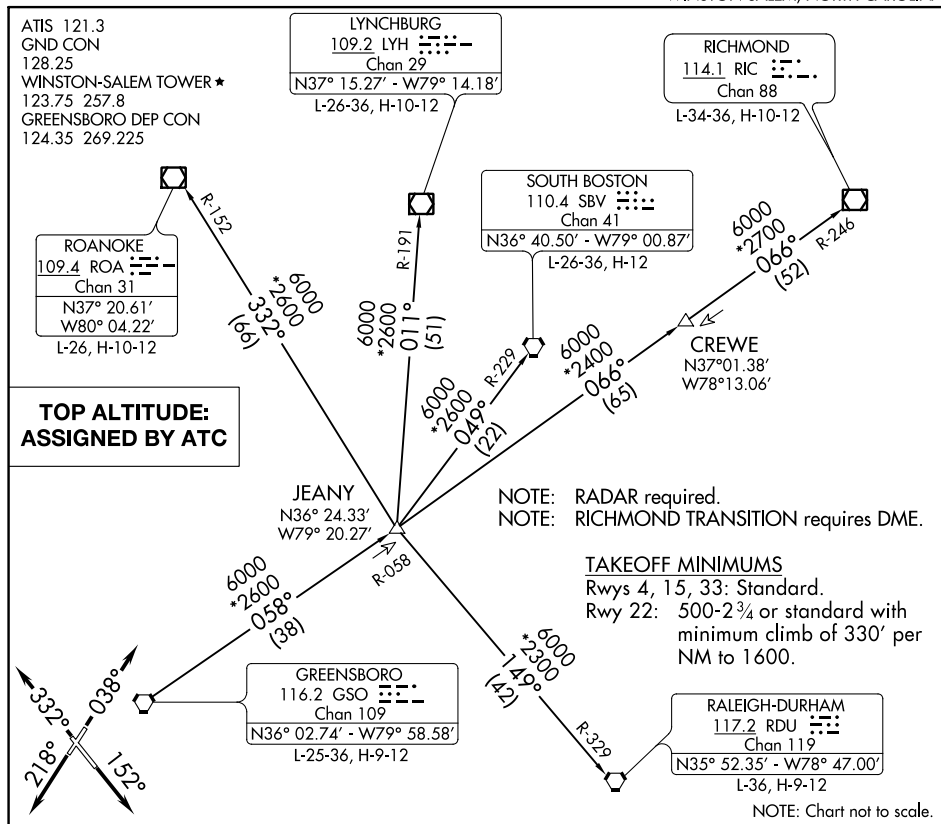 ATIS 121.3
GND CON
128.25
WINSTON-SALEM TOWER ★
123.75 257.8
GREENSBORO DEP CON
124.35 269.225
LYNCHBURG
109.2 LYH
Chan 29
N37° 15.27' - W79° 14.18'
L-26-36, H-10-12
RICHMOND
114.1 RIC
Chan 88
L-34-36, H-10-12
SOUTH BOSTON
110.4 SBV
Chan 41
N36° 40.50' - W79° 00.87'
L-26-36, H-12
ROANOKE
109.4 ROA
Chan 31
N37° 20.61'
W80° 04.22'
L-26, H-10-12
R-152
6000
*2600
332°
(66)
R-191
6000
*2600
011°
(51)
R-229
6000
*2600
049°
(22)
6000
*2400
066°
(65)
R-246
6000
*2700
066°
(52)
CREWE
N37°01.38'
W78°13.06'
TOP ALTITUDE:
ASSIGNED BY ATC
JEANY
N36° 24.33'
W79° 20.27'
R-058
NOTE: RADAR required.
NOTE: RICHMOND TRANSITION requires DME.
TAKEOFF MINIMUMS
Rwys 4, 15, 33: Standard.
Rwy 22: 500-2¾ or standard with
minimum climb of 330' per
NM to 1600.
6000
*2600
058°
(38)
6000
*2300
149°
(42)
R-329
GREENSBORO
116.2 GSO
Chan 109
N36° 02.74' - W79° 58.58'
L-25-36, H-9-12
RALEIGH-DURHAM
117.2 RDU
Chan 119
N35° 52.35' - W78° 47.00'
L-36, H-9-12
332°
038°
218°
152°
NOTE: Chart not to scale.